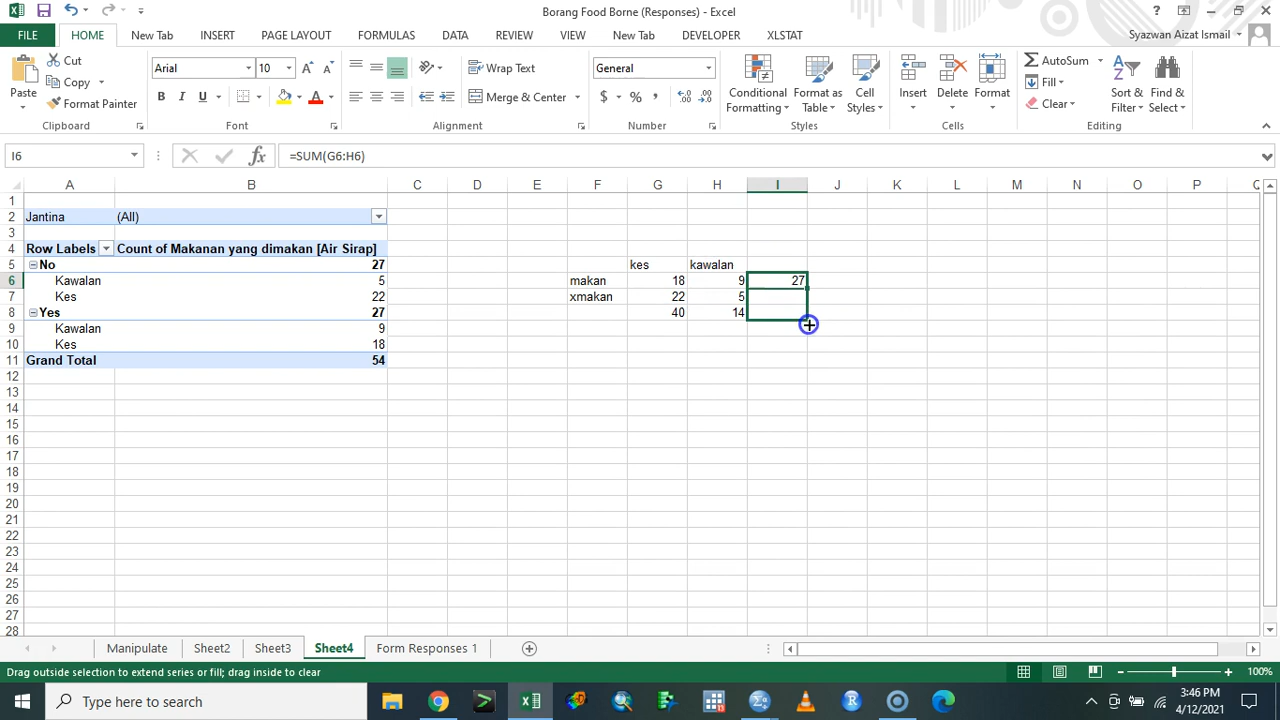 Borang Food Borne (Responses) - Excel
FILE HOME New Tab INSERT PAGE LAYOUT FORMULAS DATA REVIEW VIEW New Tab DEVELOPER XLSTAT Syazwan Aizat Ismail
Paste Cut Copy Format Painter Clipboard
Arial 10 B I U A Font
Wrap Text Merge & Center Alignment
General $ % , Number
Conditional Formatting Format as Table Cell Styles Styles
Insert Delete Format Cells
AutoSum Fill Clear Sort & Filter Find & Select Editing
I6 fx =SUM(G6:H6)
A B C D E F G H I J K L M N O P
1
2 Jantina (All)
3
4 Row Labels Count of Makanan yang dimakan [Air Sirap]
5 No 27 kes kawalan
6 Kawalan 5 makan 18 9 27
7 Kes 22 xmakan 22 5
8 Yes 27 40 14
9 Kawalan 9
10 Kes 18
11 Grand Total 54
12
13
14
15
16
17
18
19
20
21
22
23
24
25
26
27
28
Manipulate Sheet2 Sheet3 Sheet4 Form Responses 1
Drag outside selection to extend series or fill; drag inside to clear 100%
Type here to search 3:46 PM
4/12/2021